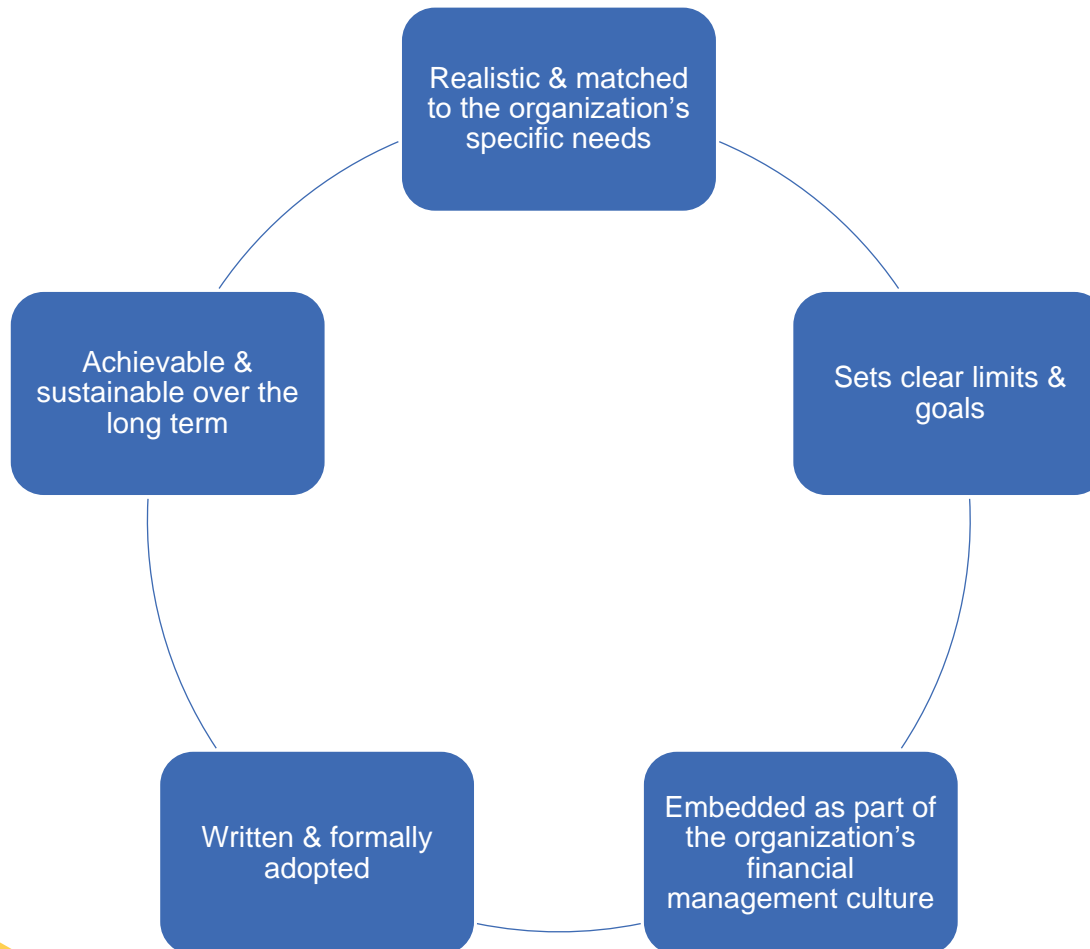 Realistic & matched
to the organization’s
specific needs
Sets clear limits &
goals
Embedded as part of
the organization’s
financial
management culture
Written & formally
adopted
Achievable &
sustainable over the
long term